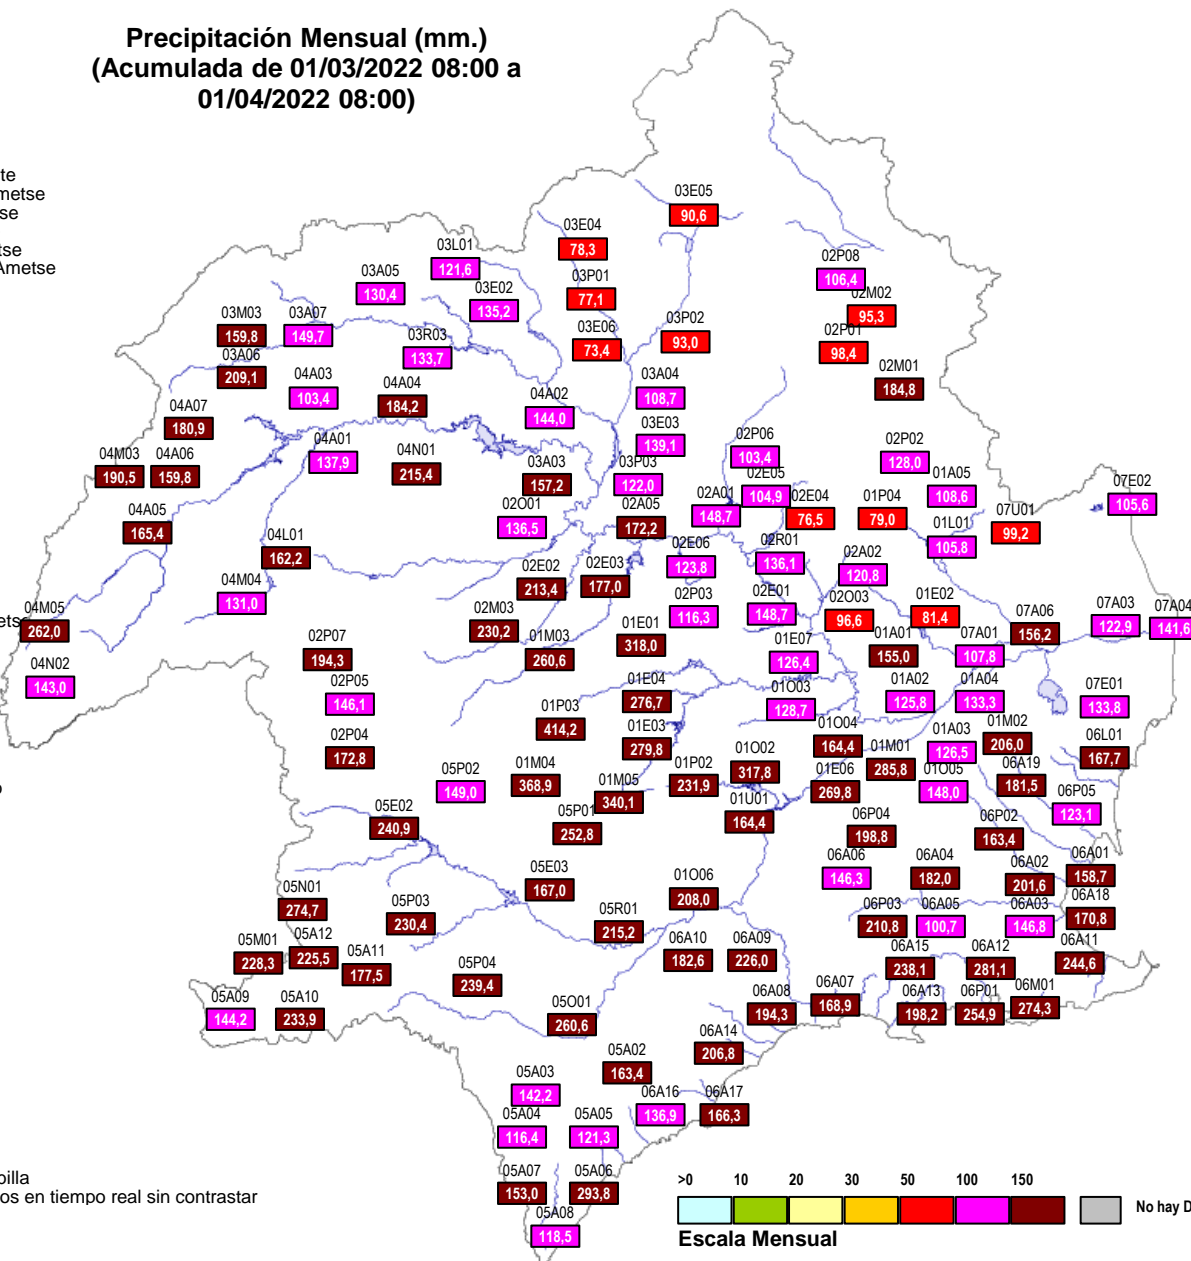 Precipitación Mensual (mm.)
(Acumulada de 01/03/2022 08:00 a
01/04/2022 08:00)
03E05
90,6
03E04
78,3
03L01
121,6
02P08
106,4
03A05
130,4
03P01
77,1
03E02
135,2
02M02
95,3
03M03
159,8
03A07
149,7
03R03
133,7
03E06
73,4
03P02
93,0
02P01
98,4
03A06
209,1
04A03
103,4
04A04
184,2
04A02
144,0
03A04
108,7
02M01
184,8
04A07
180,9
03E03
139,1
04M03
190,5
04A06
159,8
04A01
137,9
04N01
215,4
03A03
157,2
03P03
122,0
02P06
103,4
02P02
128,0
02E05
104,9
01A05
108,6
07E02
105,6
04A05
165,4
02O01
136,5
02A05
172,2
02A01
148,7
02E04
76,5
01P04
79,0
07U01
99,2
01L01
105,8
04L01
162,2
02E06
123,8
02R01
136,1
02A02
120,8
04M04
131,0
02E02
213,4
02E03
177,0
04M05
262,0
02M03
230,2
02P03
116,3
02E01
148,7
02O03
96,6
01E02
81,4
07A06
156,2
07A03
122,9
07A04
141,6
04N02
143,0
02P07
194,3
01M03
260,6
01E01
318,0
01E07
126,4
01A01
155,0
07A01
107,8
02P05
146,1
01E04
276,7
01O03
128,7
01A02
125,8
01A04
133,3
07E01
133,8
01P03
414,2
02P04
172,8
01E03
279,8
01O04
164,4
01A03
126,5
01M02
206,0
06L01
167,7
05P02
149,0
01M04
368,9
01M05
340,1
01P02
231,9
01O02
317,8
01E06
269,8
01M01
285,8
01O05
148,0
06A19
181,5
06P05
123,1
05E02
240,9
05P01
252,8
01U01
164,4
06P04
198,8
06P02
163,4
05E03
167,0
01O06
208,0
06A06
146,3
06A04
182,0
06A02
201,6
06A01
158,7
05N01
274,7
05P03
230,4
05R01
215,2
06P03
210,8
06A05
100,7
06A03
146,8
06A18
170,8
05M01
228,3
05A12
225,5
05A11
177,5
06A10
182,6
06A09
226,0
06A15
238,1
06A12
281,1
06A11
244,6
05P04
239,4
05A09
144,2
05A10
233,9
05O01
260,6
06A08
194,3
06A07
168,9
06A13
198,2
06P01
254,9
06M01
274,3
06A14
206,8
05A02
163,4
05A03
142,2
06A16
136,9
06A17
166,3
05A04
116,4
05A05
121,3
05A07
153,0
05A06
293,8
05A08
118,5
os en tiempo real sin contrastar
>0 10 20 30 50 100 150
No hay D
Escala Mensual